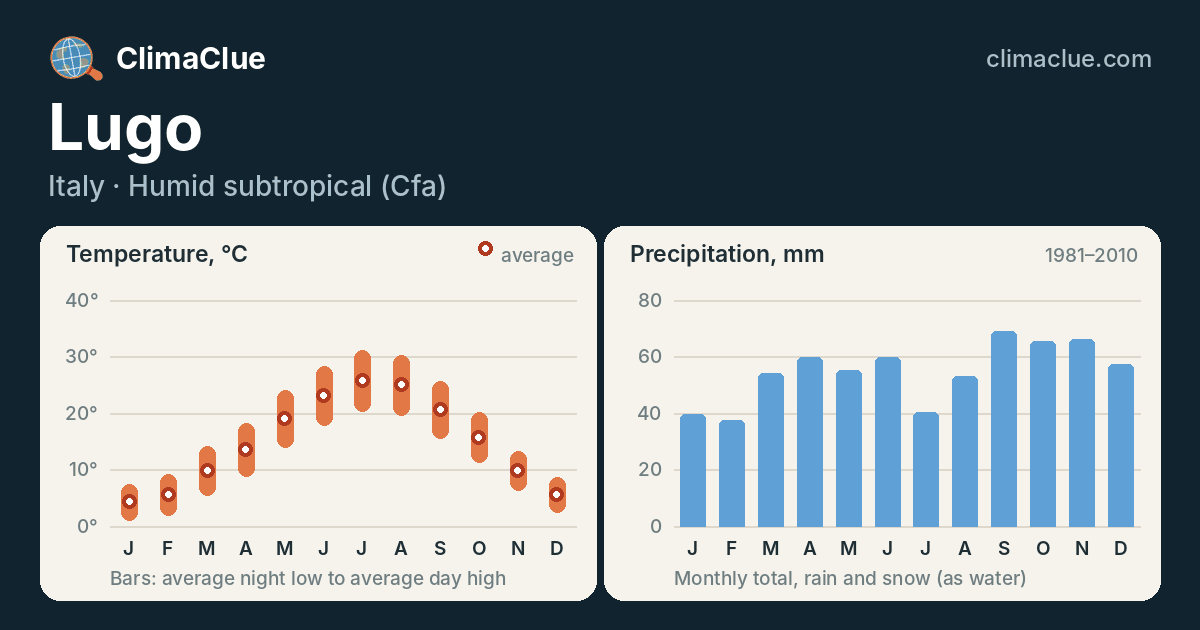 ClimaClue
climaclue.com
Lugo
Italy · Humid subtropical (Cfa)
Temperature, °C
average
40°
30°
20°
10°
0°
J F M A M J J A S O N D
Bars: average night low to average day high
Precipitation, mm
1981–2010
80
60
40
20
0
J F M A M J J A S O N D
Monthly total, rain and snow (as water)